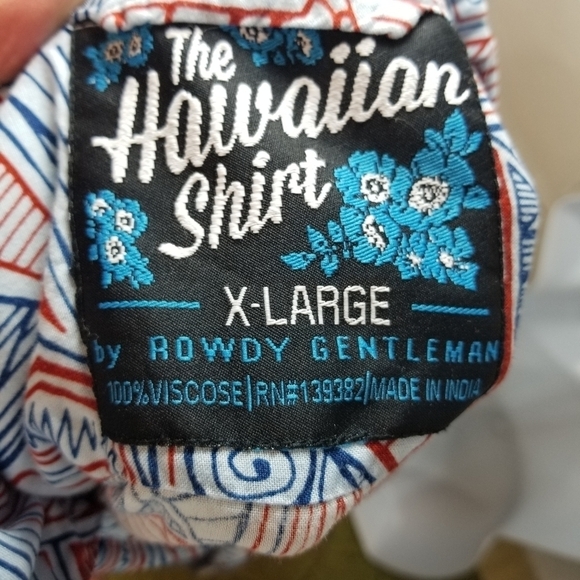 The
Hawaiian
Shirt
X-LARGE
by ROWDY GENTLEMAN
100%VISCOSE|RN#139382|MADE IN INDIA